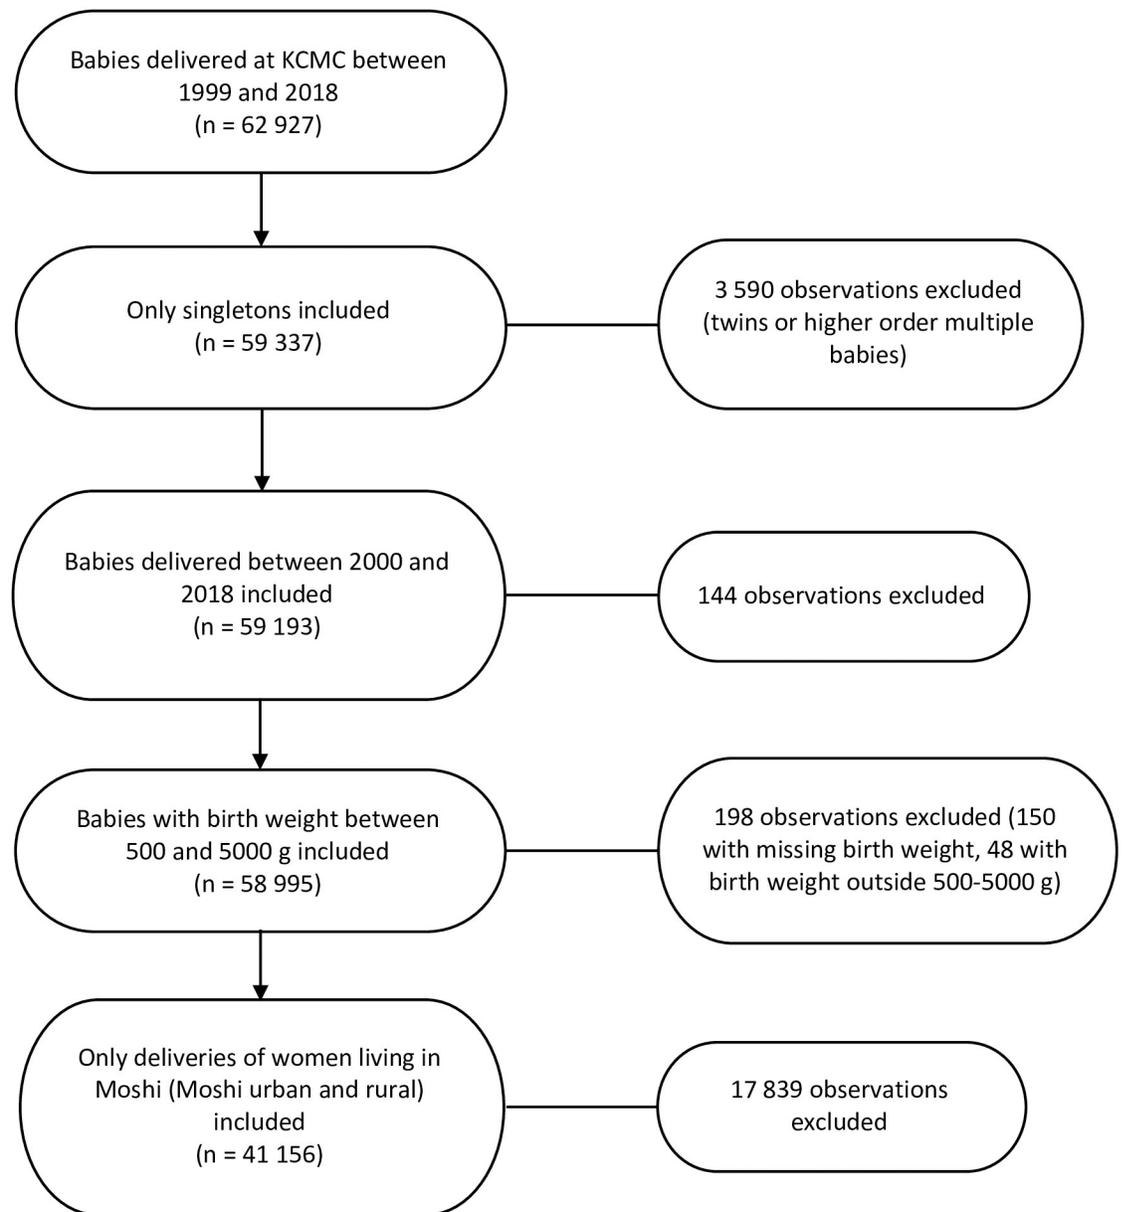 Babies delivered at KCMC between
1999 and 2018
(n = 62 927)
Only singletons included
(n = 59 337)
3 590 observations excluded
(twins or higher order multiple
babies)
Babies delivered between 2000 and
2018 included
(n = 59 193)
144 observations excluded
Babies with birth weight between
500 and 5000 g included
(n = 58 995)
198 observations excluded (150
with missing birth weight, 48 with
birth weight outside 500-5000 g)
Only deliveries of women living in
Moshi (Moshi urban and rural)
included
(n = 41 156)
17 839 observations
excluded